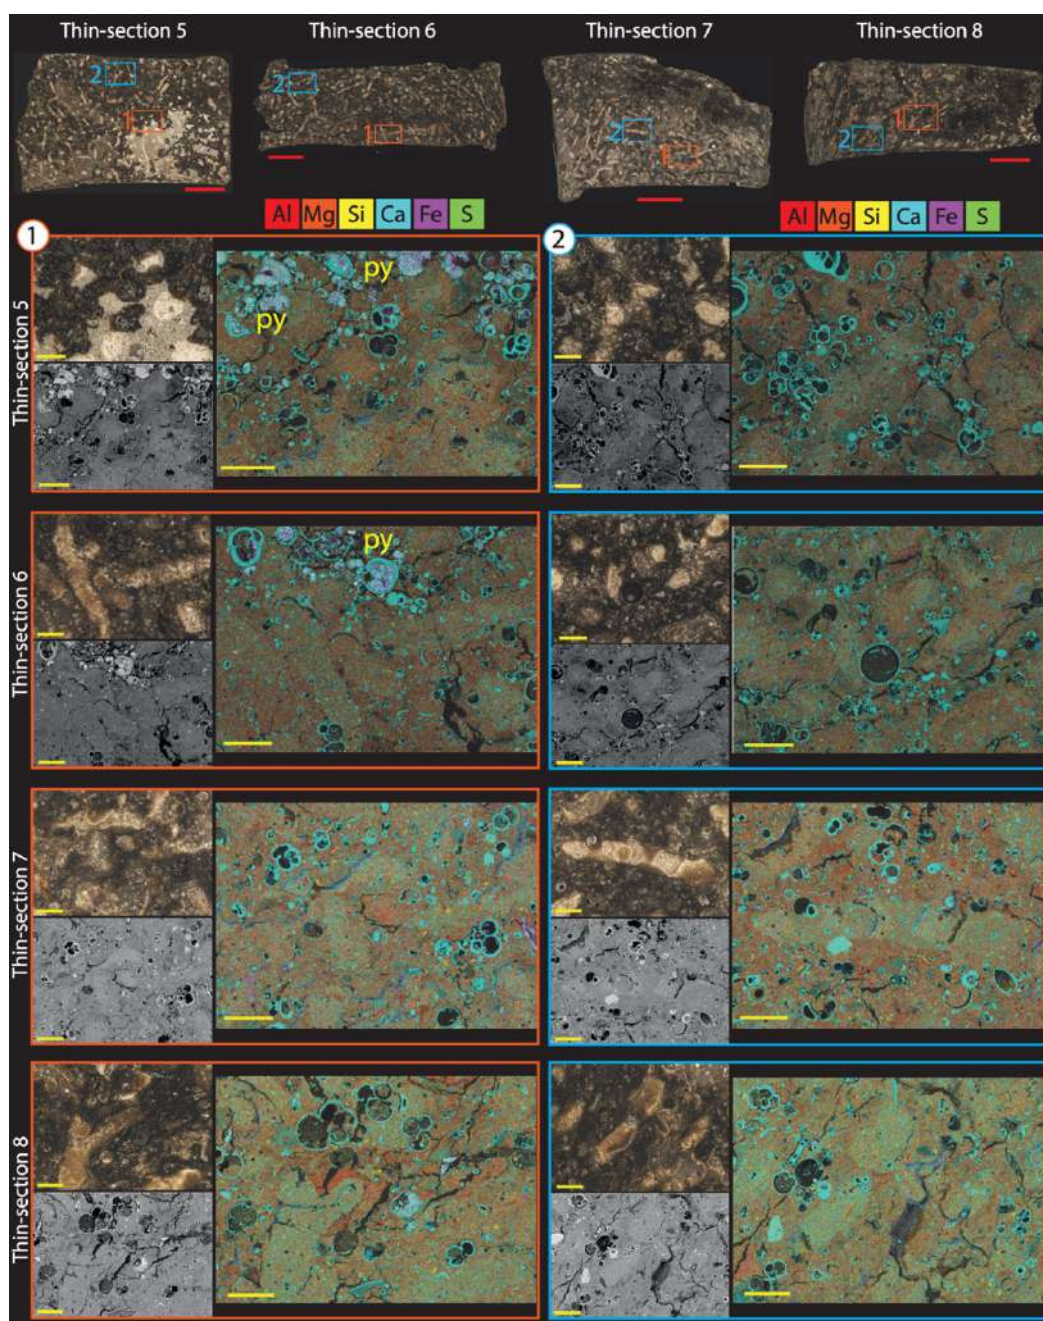 Thin-section 5 Thin-section 6 Thin-section 7 Thin-section 8
2 2 2
1 1 1 1 2
Al Mg Si Ca Fe S Al Mg Si Ca Fe S
1 2
Thin-section 5
py
py
Thin-section 6
py
Thin-section 7
Thin-section 8